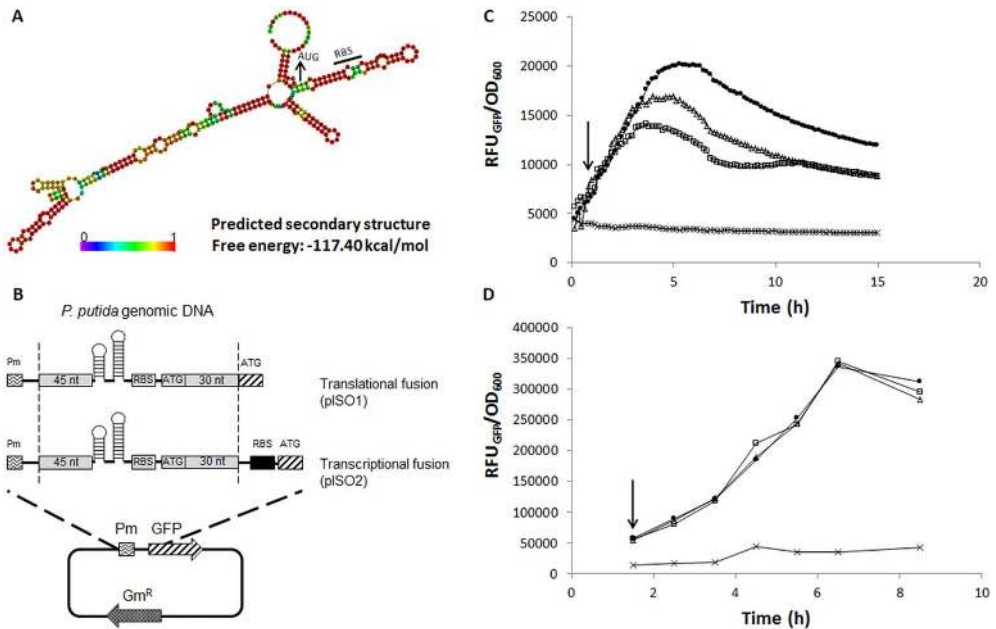 A
AUG
RBS
0
1
Predicted secondary structure
Free energy: -117.40 kcal/mol
B
P. putida genomic DNA
Pm
45 nt
RBS
ATG
30 nt
ATG
Translational fusion
(pISO1)
Pm
45 nt
RBS
ATG
30 nt
RBS
ATG
Transcriptional fusion
(pISO2)
Pm
GFP
GmR
C
RFUGFP/OD600
25000
20000
15000
10000
5000
0
0
5
10
15
20
Time (h)
D
RFUGFP/OD600
400000
350000
300000
250000
200000
150000
100000
50000
0
0
2
4
6
8
10
Time (h)